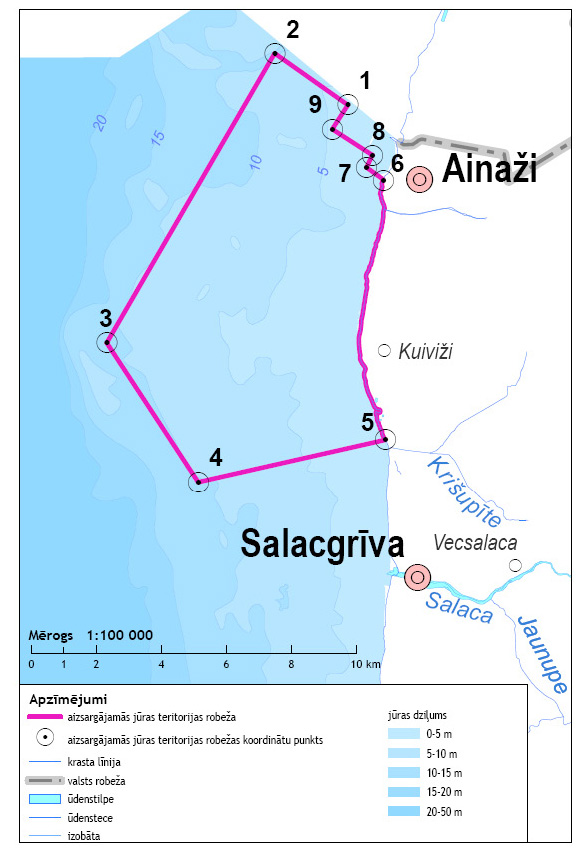 2
1
9
8
7
6
Ainaži
20
15
10
5
3
Kuiviži
5
4
Krišupīte
Salacgrīva
Vecsalaca
Salaca
Jaunupe
Mērogs 1:100 000
0 1 2 4 6 8 10 km
Apzīmējumi
aizsargājamās jūras teritorijas robeža
aizsargājamās jūras teritorijas robežas koordinātu punkts
krasta līnija
valsts robeža
ūdenstilpe
ūdenstece
izobāta
jūras dziļums
0-5 m
5-10 m
10-15 m
15-20 m
20-50 m